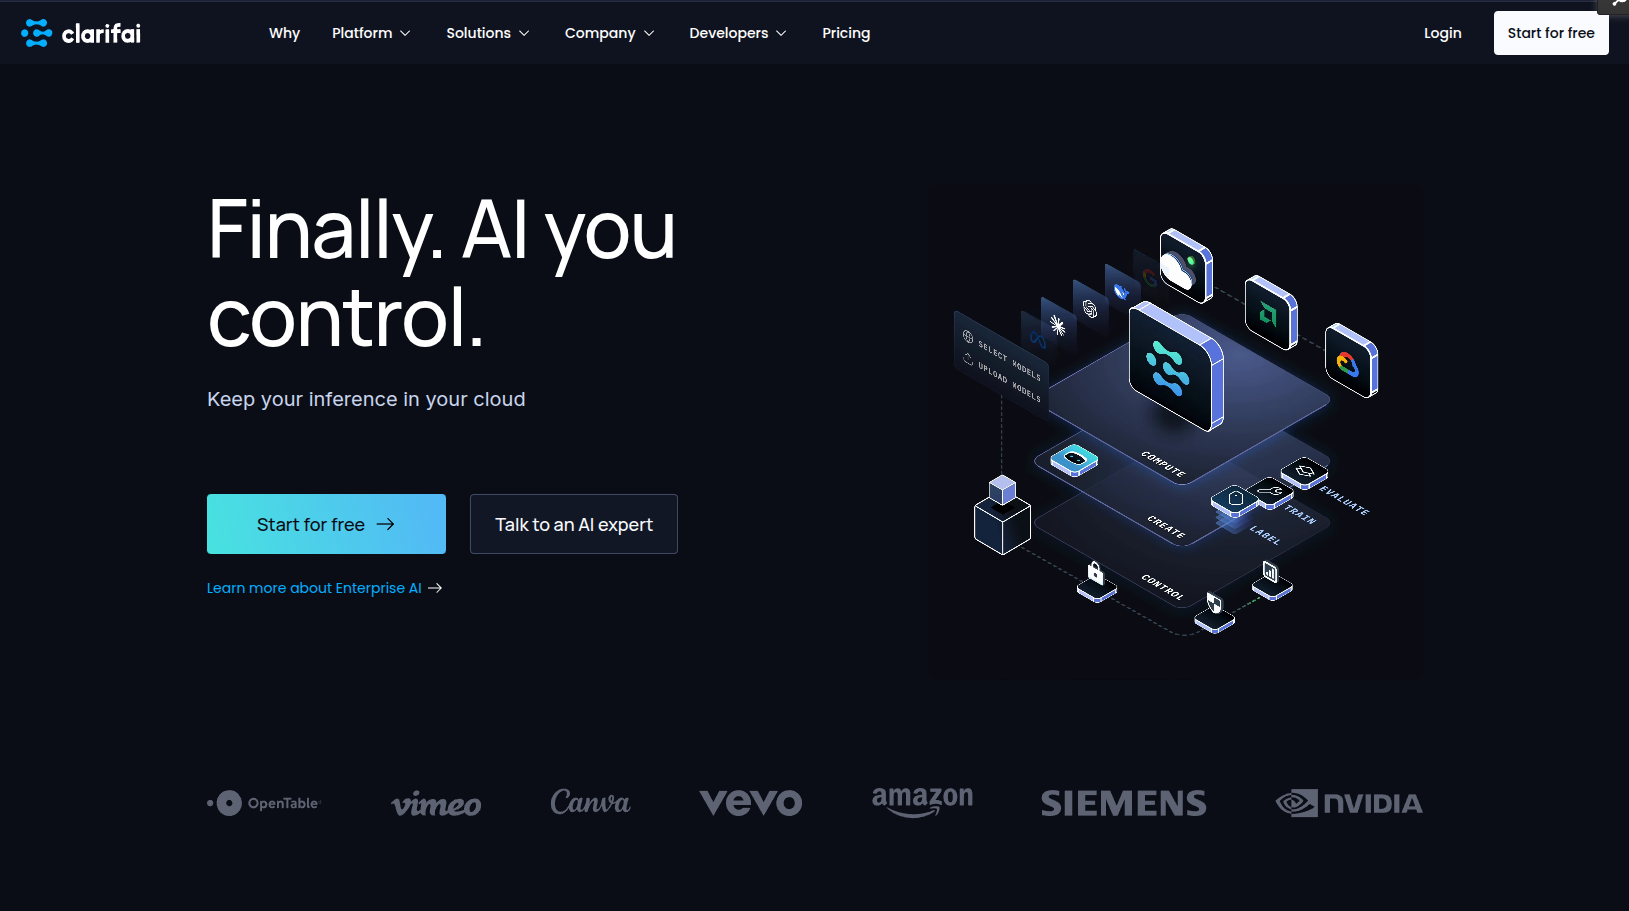 clarifai
Why
Platform
Solutions
Company
Developers
Pricing
Login
Start for free
Finally. AI you
control.
Keep your inference in your cloud
Start for free
Talk to an AI expert
Learn more about Enterprise AI
SELECT MODELS
UPLOAD MODELS
COMPUTE
CREATE
CONTROL
EVALUATE
TRAIN
LABEL
OpenTable
vimeo
Canva
vevo
amazon
SIEMENS
NVIDIA